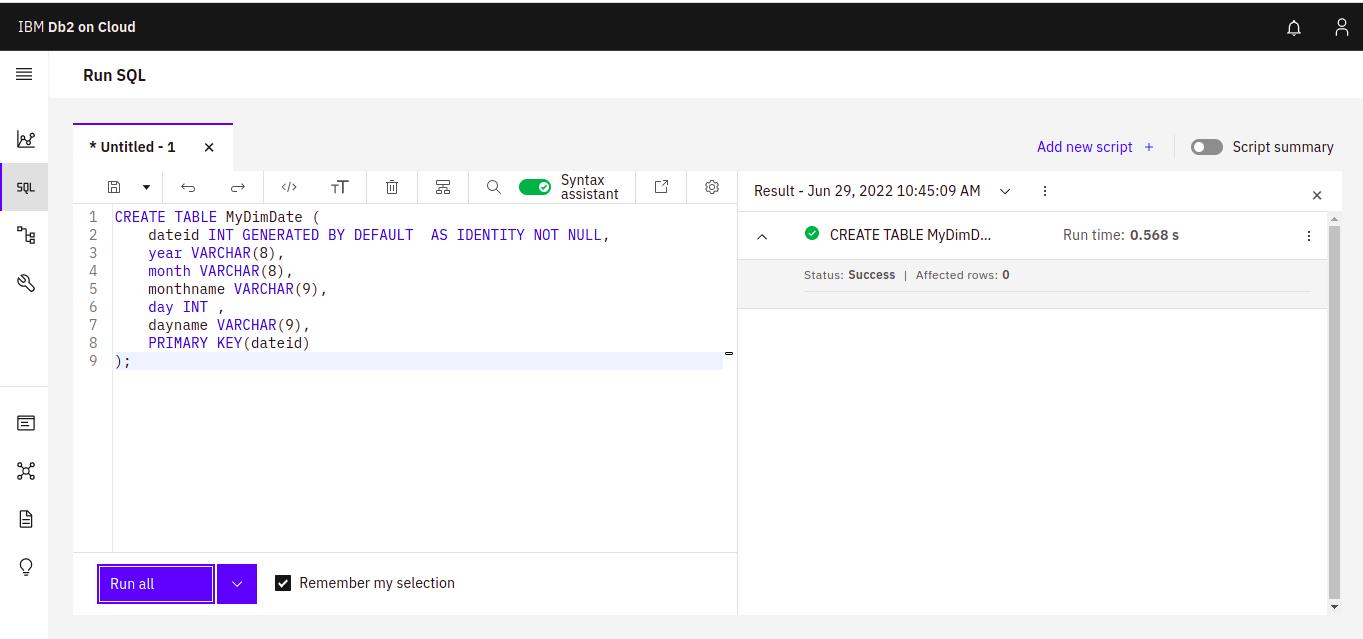 IBM Db2 on Cloud
Run SQL
* Untitled - 1
Add new script +
Script summary
SQL
Syntax assistant
Result - Jun 29, 2022 10:45:09 AM
1 CREATE TABLE MyDimDate (
2 dateid INT GENERATED BY DEFAULT  AS IDENTITY NOT NULL,
3 year VARCHAR(8),
4 month VARCHAR(8),
5 monthname VARCHAR(9),
6 day INT ,
7 dayname VARCHAR(9),
8 PRIMARY KEY(dateid)
9 );
CREATE TABLE MyDimD...
Run time: 0.568 s
Status: Success | Affected rows: 0
Run all
Remember my selection